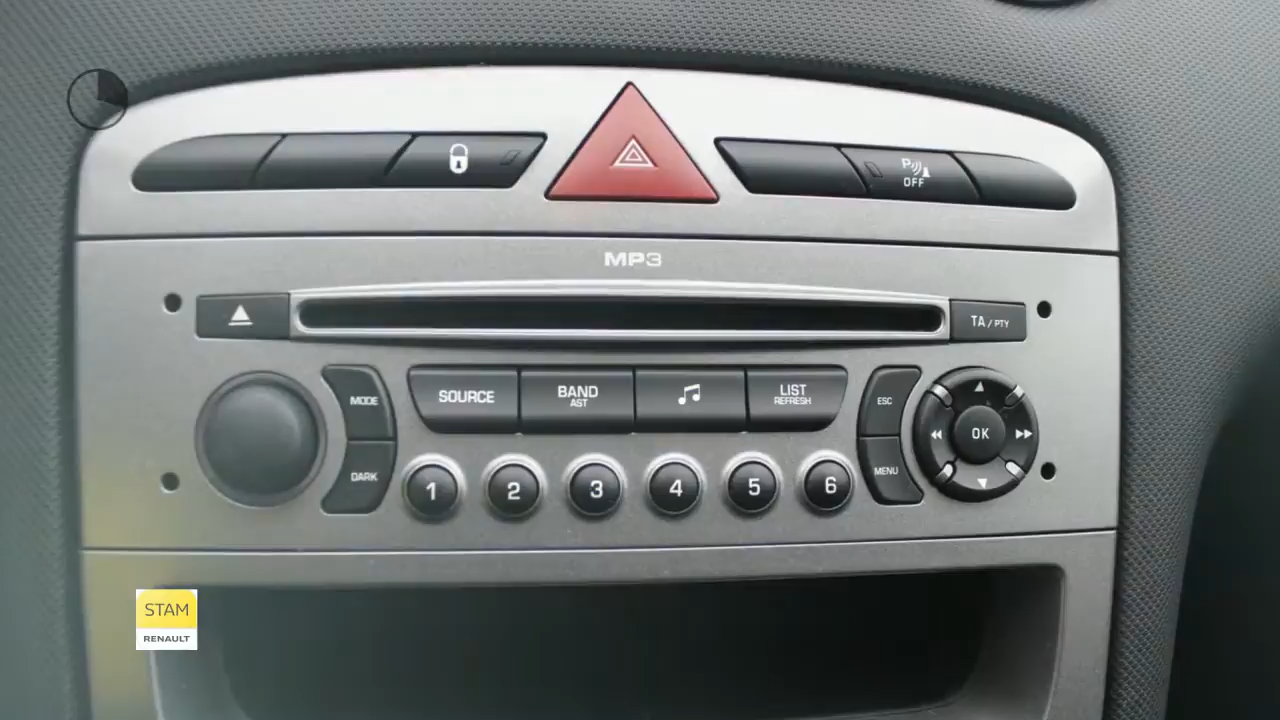 P
OFF
MP3
TA / PTY
MODE
SOURCE
BAND
AST
LIST
REFRESH
ESC
OK
DARK
1
2
3
4
5
6
MENU
STAM
RENAULT